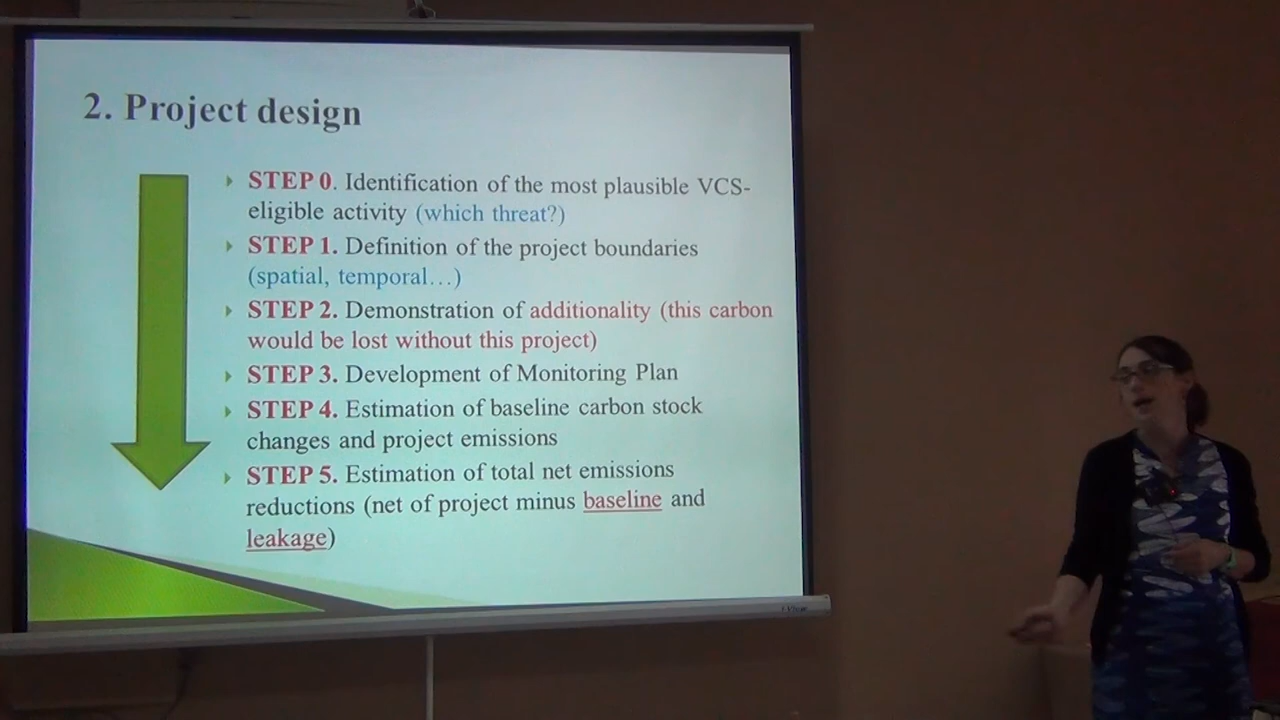 2. Project design
STEP 0. Identification of the most plausible VCS-
eligible activity (which threat?)
STEP 1. Definition of the project boundaries
(spatial, temporal…)
STEP 2. Demonstration of additionality (this carbon
would be lost without this project)
STEP 3. Development of Monitoring Plan
STEP 4. Estimation of baseline carbon stock
changes and project emissions
STEP 5. Estimation of total net emissions
reductions (net of project minus baseline and
leakage)